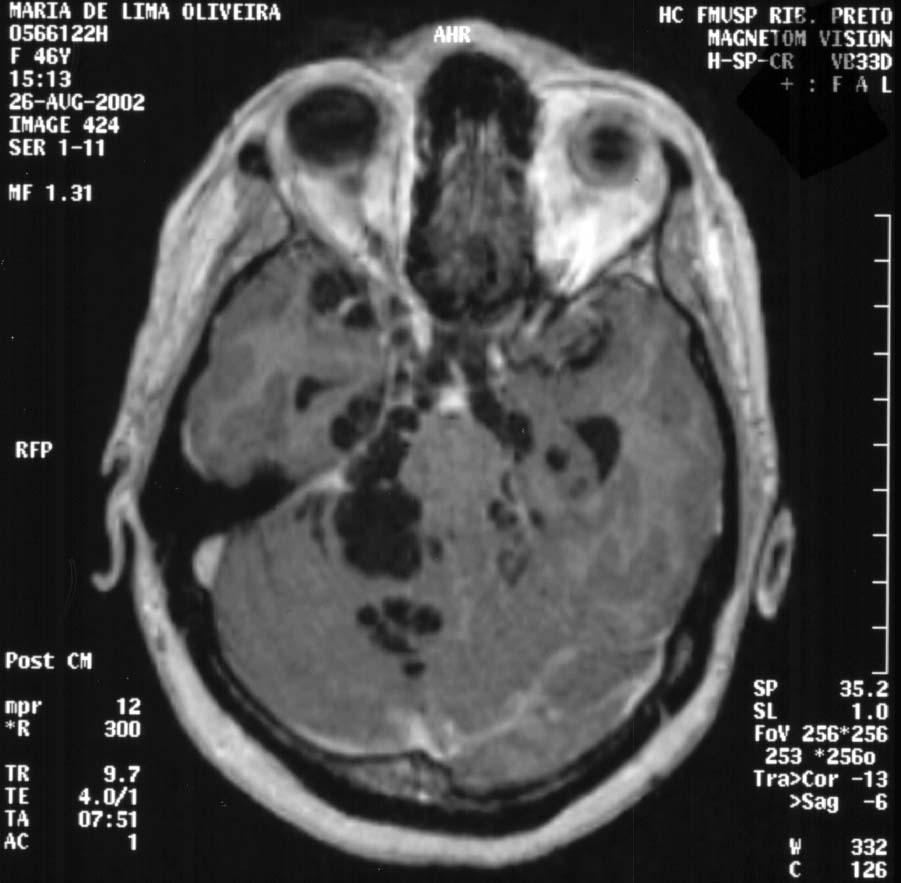 MARIA DE LIMA OLIVEIRA
0566122H
F 46Y
15:13
26-AUG-2002
IMAGE 424
SER 1-11
MF 1.31
AHR
HC FMUSP RIB. PRETO
MAGNETOM VISION
H-SP-CR VB33D
+ : F A L
RFP
Post CM
mpr 12
*R 300
TR 9.7
TE 4.0/1
TA 07:51
AC 1
SP 35.2
SL 1.0
FoV 256*256
253 *256o
Tra>Cor -13
>Sag -6
W 332
C 126